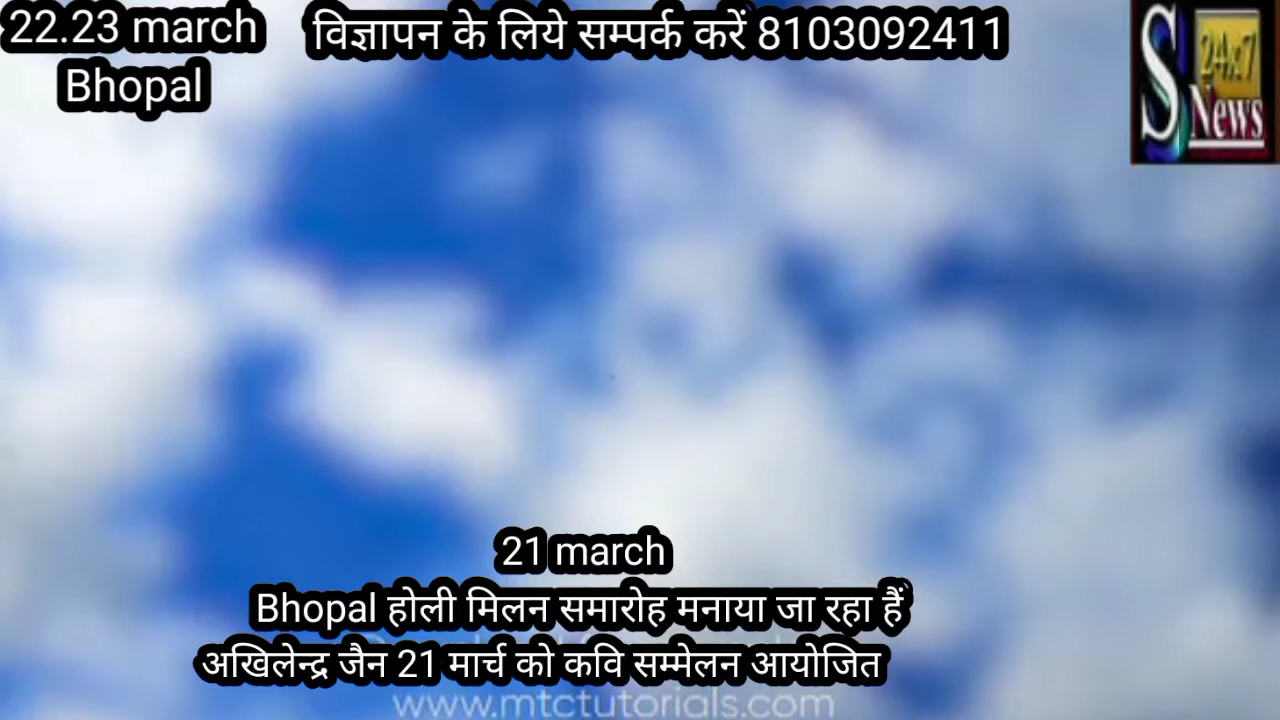 22.23 march
Bhopal
विज्ञापन के लिये सम्पर्क करें 8103092411
S 24x7
News
21 march
Bhopal होली मिलन समारोह मनाया जा रहा हैं
अखिलेन्द्र जैन 21 मार्च को कवि सम्मेलन आयोजित
www.mtctutorials.com